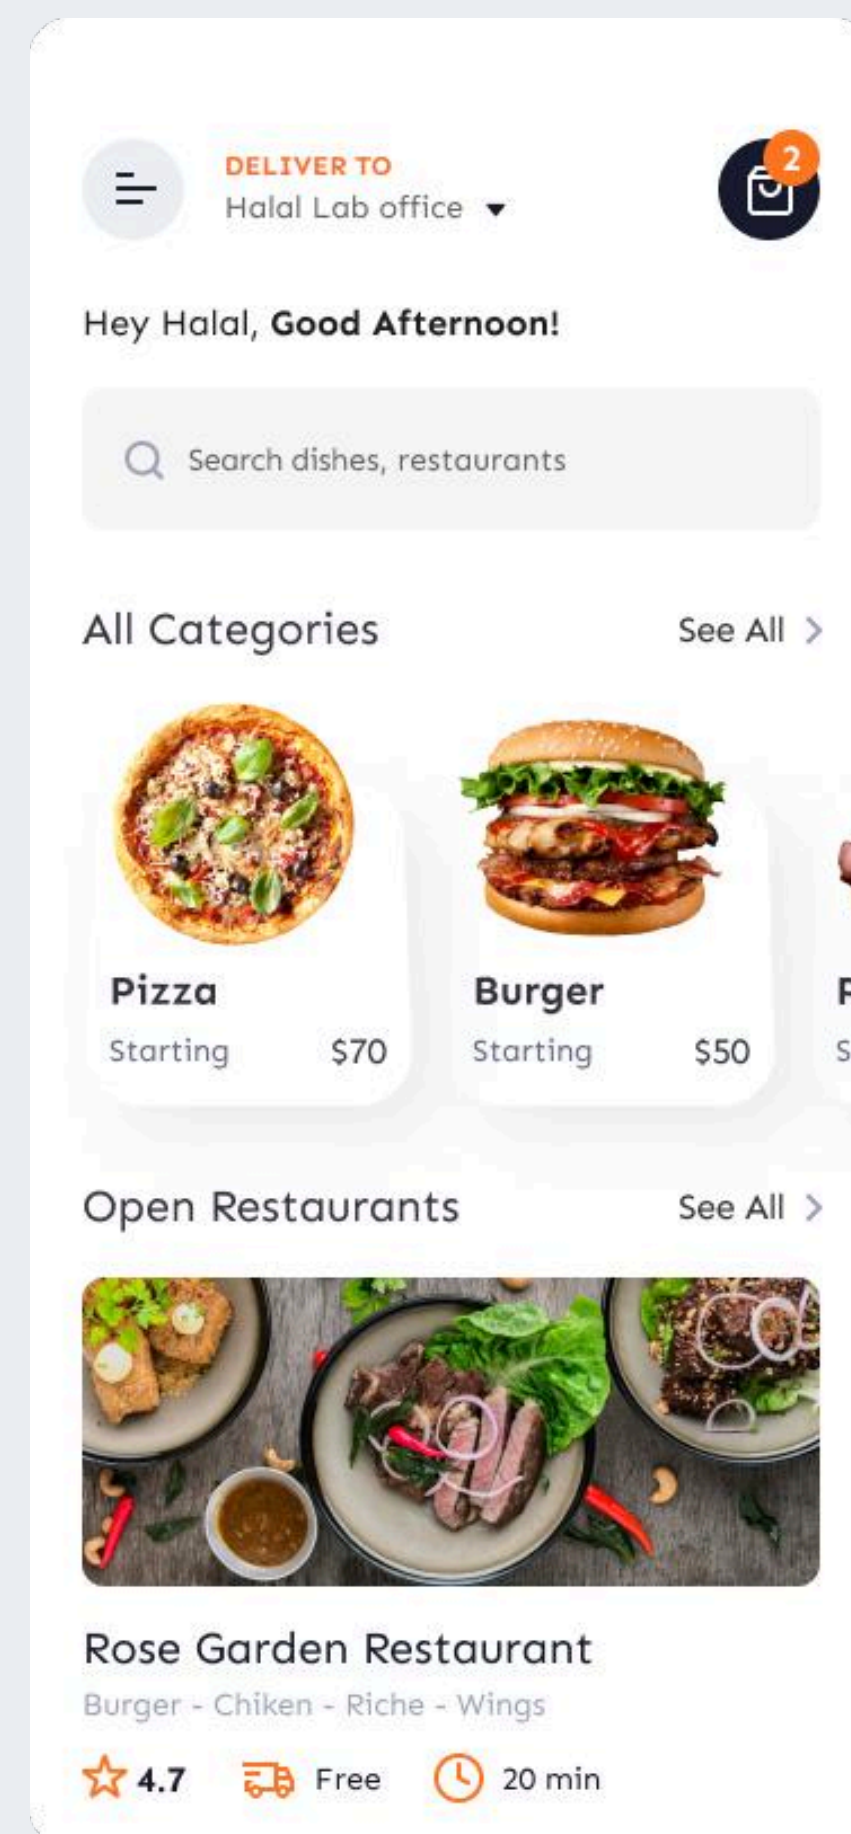 DELIVER TO
Halal Lab office
2
Hey Halal, Good Afternoon!
Search dishes, restaurants
All Categories
See All
Pizza
Burger
Starting $70
Starting $50
Open Restaurants
See All
Rose Garden Restaurant
Burger - Chiken - Riche - Wings
4.7
Free
20 min